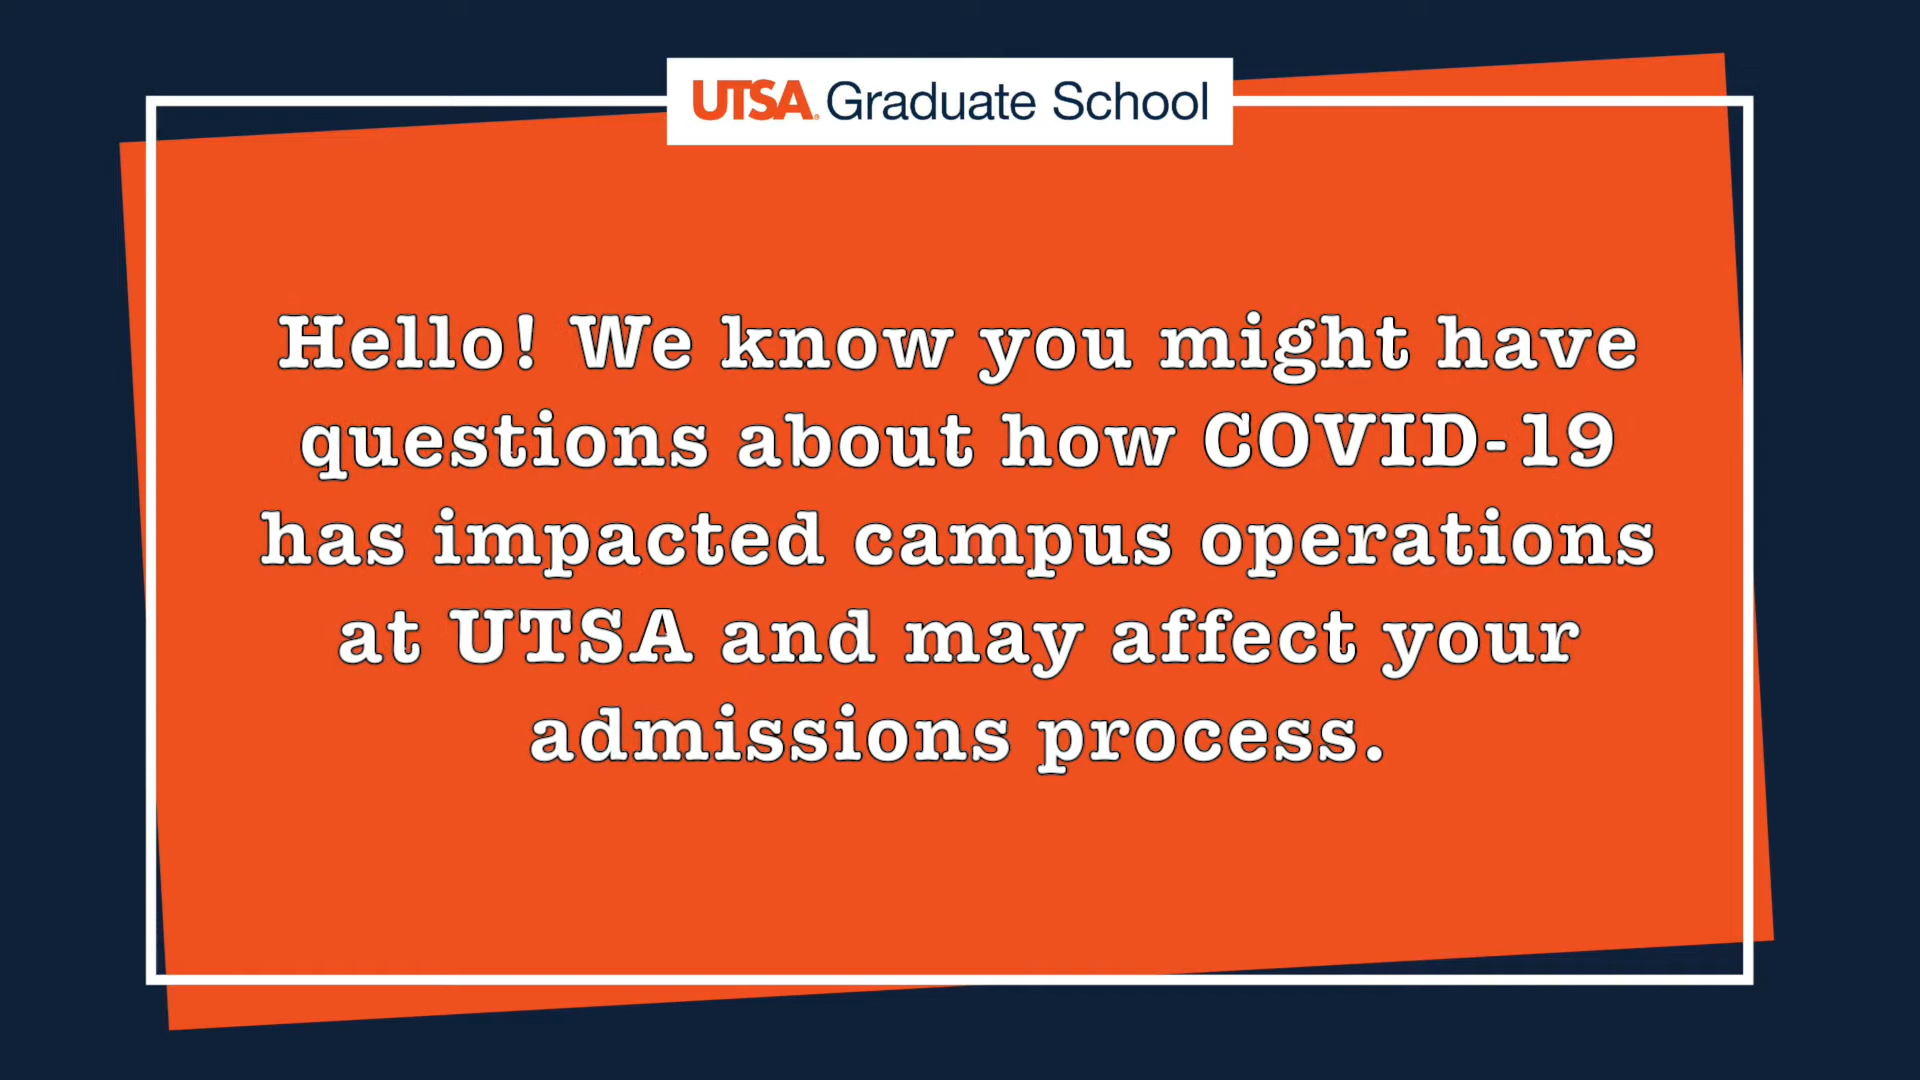 UTSA Graduate School
Hello! We know you might have
questions about how COVID-19
has impacted campus operations
at UTSA and may affect your
admissions process.